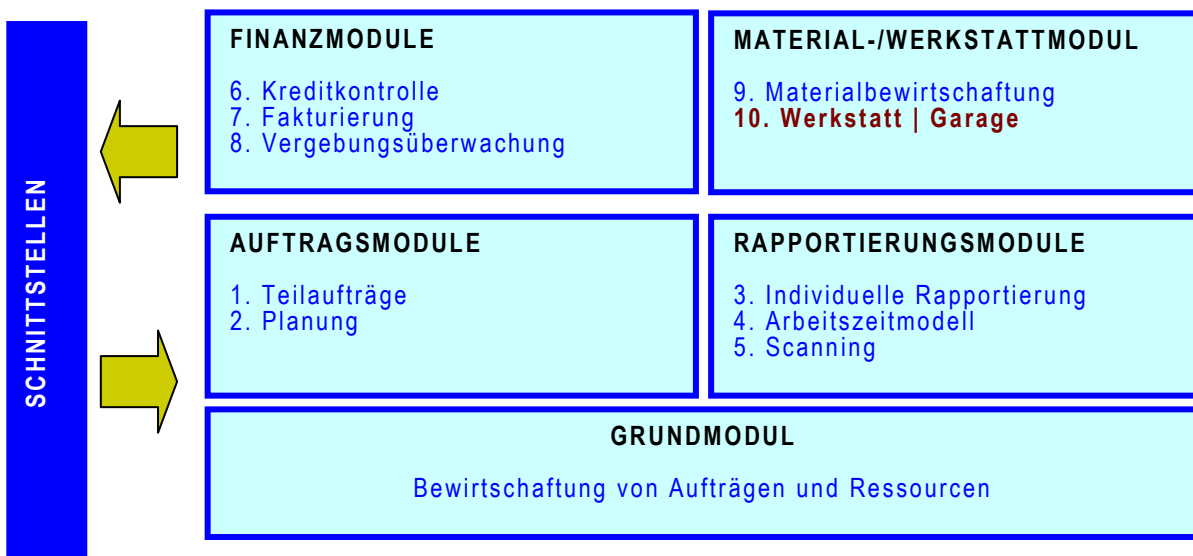 SCHNITTSTELLEN
FINANZMODULE
6. Kreditkontrolle
7. Fakturierung
8. Vergebungsüberwachung
MATERIAL-/WERKSTATTMODUL
9. Materialbewirtschaftung
10. Werkstatt | Garage
AUFTRAGSMODULE
1. Teilaufträge
2. Planung
RAPPORTIERUNGSMODULE
3. Individuelle Rapportierung
4. Arbeitszeitmodell
5. Scanning
GRUNDMODUL
Bewirtschaftung von Aufträgen und Ressourcen